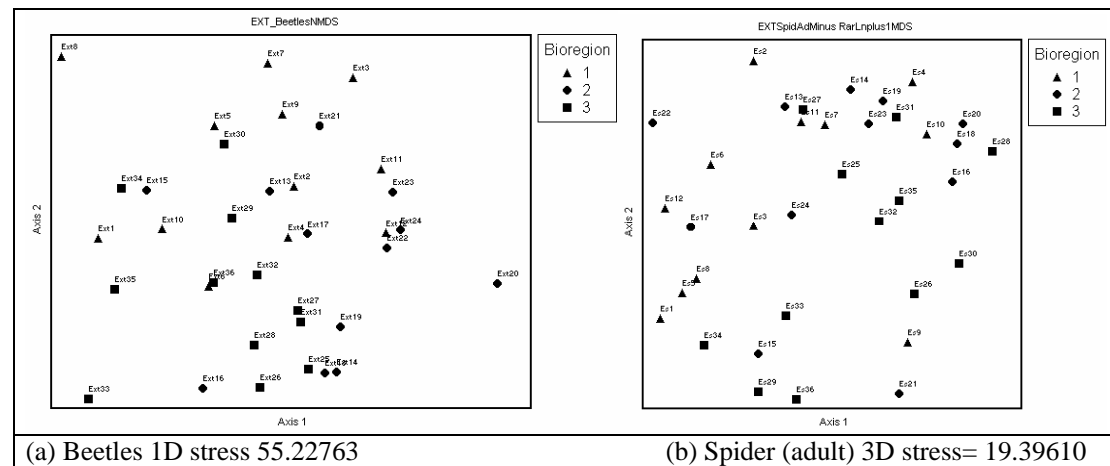 EXT_BeetlesNMDS
Ext8
Ext7
Ext3
Ext9
Ext5
Ext21
Ext30
Ext11
Ext34
Ext15
Ext13
Ext2
Ext23
Ext29
Ext10
Ext1
Ext4
Ext17
Ext24
Ext22
Ext36
Ext32
Ext35
Ext20
Ext27
Ext31
Ext19
Ext28
Ext25
Ext14
Ext16
Ext26
Ext33
Axis 2
Axis 1
Bioregion
1
2
3
EXTSpidAdMinus RarLnplus1MDS
Es2
Es4
Es14
Es19
Es13
Es27
Es31
Es22
Es11
Es7
Es23
Es20
Es10
Es18
Es28
Es6
Es25
Es16
Es35
Es12
Es24
Es32
Es17
Es3
Es30
Es8
Es5
Es26
Es1
Es33
Es34
Es9
Es15
Es29
Es36
Es21
Axis 2
Axis 1
Bioregion
1
2
3
(a) Beetles 1D stress 55.22763
(b) Spider (adult) 3D stress= 19.39610